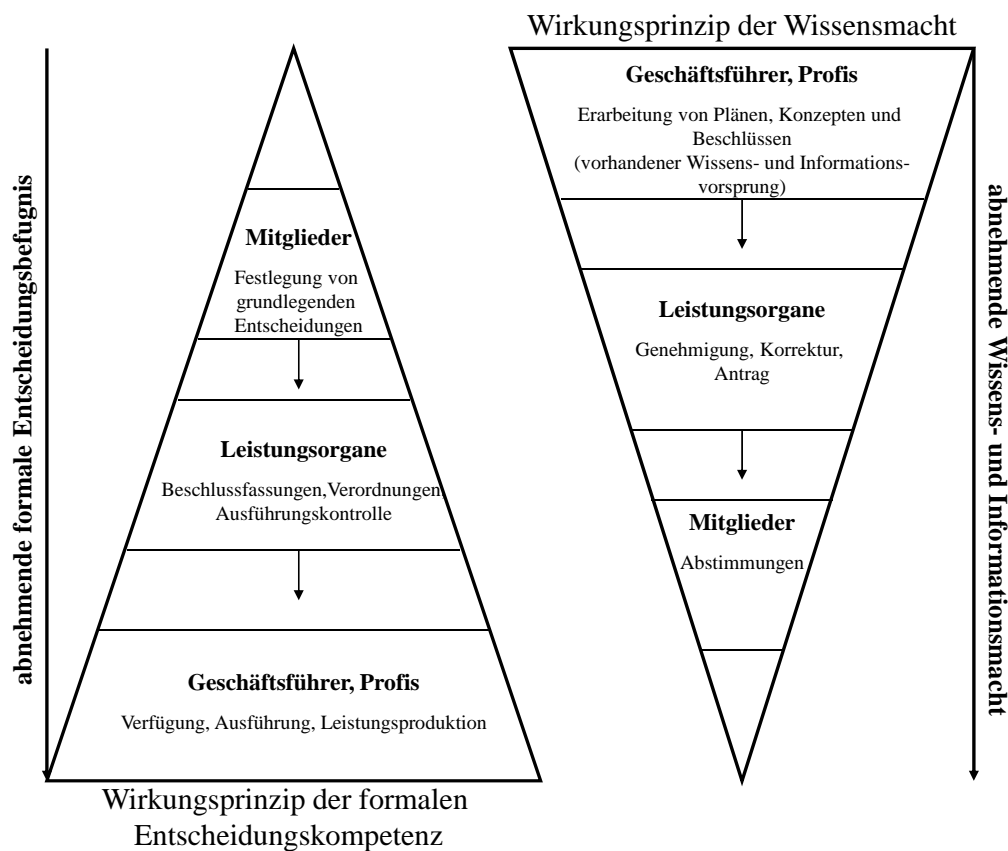 abnehmende formale Entscheidungsbefugnis
Mitglieder
Festlegung von
grundlegenden
Entscheidungen
Leistungsorgane
Beschlussfassungen,Verordnungen,
Ausführungskontrolle
Geschäftsführer, Profis
Verfügung, Ausführung, Leistungsproduktion
Wirkungsprinzip der formalen
Entscheidungskompetenz
Wirkungsprinzip der Wissensmacht
Geschäftsführer, Profis
Erarbeitung von Plänen, Konzepten und
Beschlüssen
(vorhandener Wissens- und Informations-
vorsprung)
Leistungsorgane
Genehmigung, Korrektur,
Antrag
Mitglieder
Abstimmungen
abnehmende Wissens- und Informationsmacht